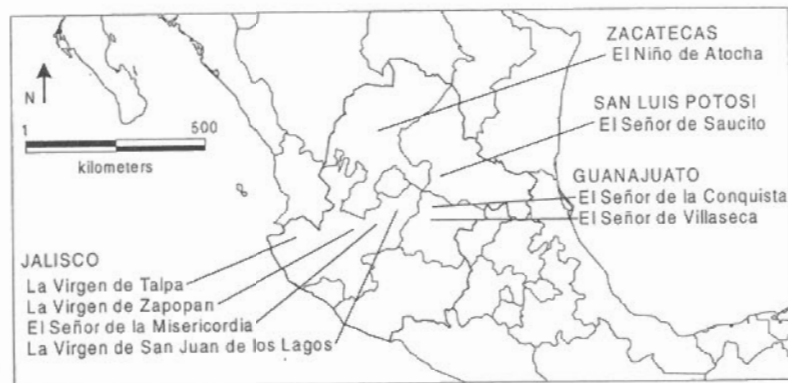 ZACATECAS
El Niño de Atocha
SAN LUIS POTOSI
El Señor de Saucito
GUANAJUATO
El Señor de la Conquista
El Señor de Villaseca
N
1 500
kilometers
JALISCO
La Virgen de Talpa
La Virgen de Zapopan
El Señor de la Misericordia
La Virgen de San Juan de los Lagos